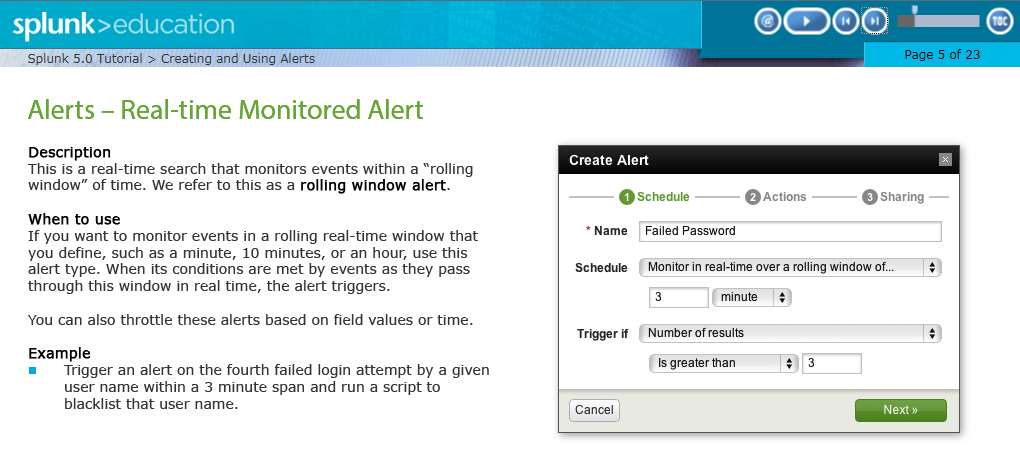 splunk>education
@
TOC
Splunk 5.0 Tutorial > Creating and Using Alerts
Page 5 of 23
Alerts – Real-time Monitored Alert
Description
This is a real-time search that monitors events within a “rolling
window” of time. We refer to this as a rolling window alert.
When to use
If you want to monitor events in a rolling real-time window that
you define, such as a minute, 10 minutes, or an hour, use this
alert type. When its conditions are met by events as they pass
through this window in real time, the alert triggers.
You can also throttle these alerts based on field values or time.
Example
Trigger an alert on the fourth failed login attempt by a given
user name within a 3 minute span and run a script to
blacklist that user name.
Create Alert
1 Schedule 2 Actions 3 Sharing
* Name Failed Password
Schedule Monitor in real-time over a rolling window of...
3 minute
Trigger if Number of results
Is greater than 3
Cancel Next »